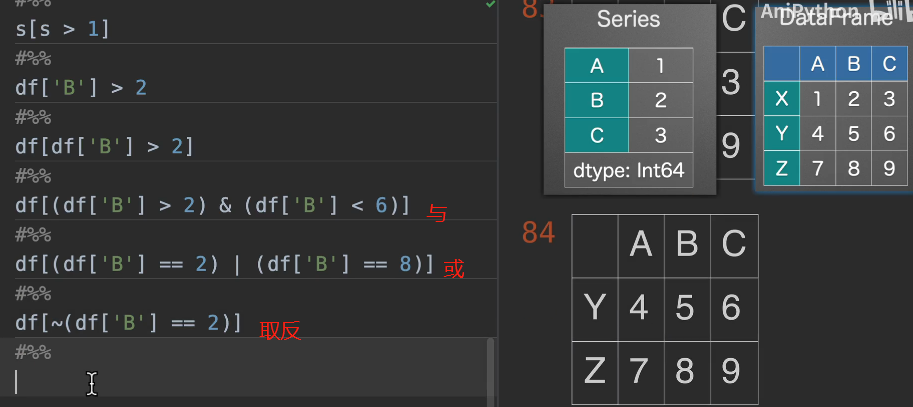 #%%
s[s > 1]
#%%
df['B'] > 2
#%%
df[df['B'] > 2]
#%%
df[(df['B'] > 2) & (df['B'] < 6)] 与
#%%
df[(df['B'] == 2) | (df['B'] == 8)] 或
#%%
df[~(df['B'] == 2)] 取反
#%%
Series
A 1
B 2
C 3
dtype: Int64
C
3
9
AniPython
DataFrame
A B C
X 1 2 3
Y 4 5 6
Z 7 8 9
84
A B C
Y 4 5 6
Z 7 8 9